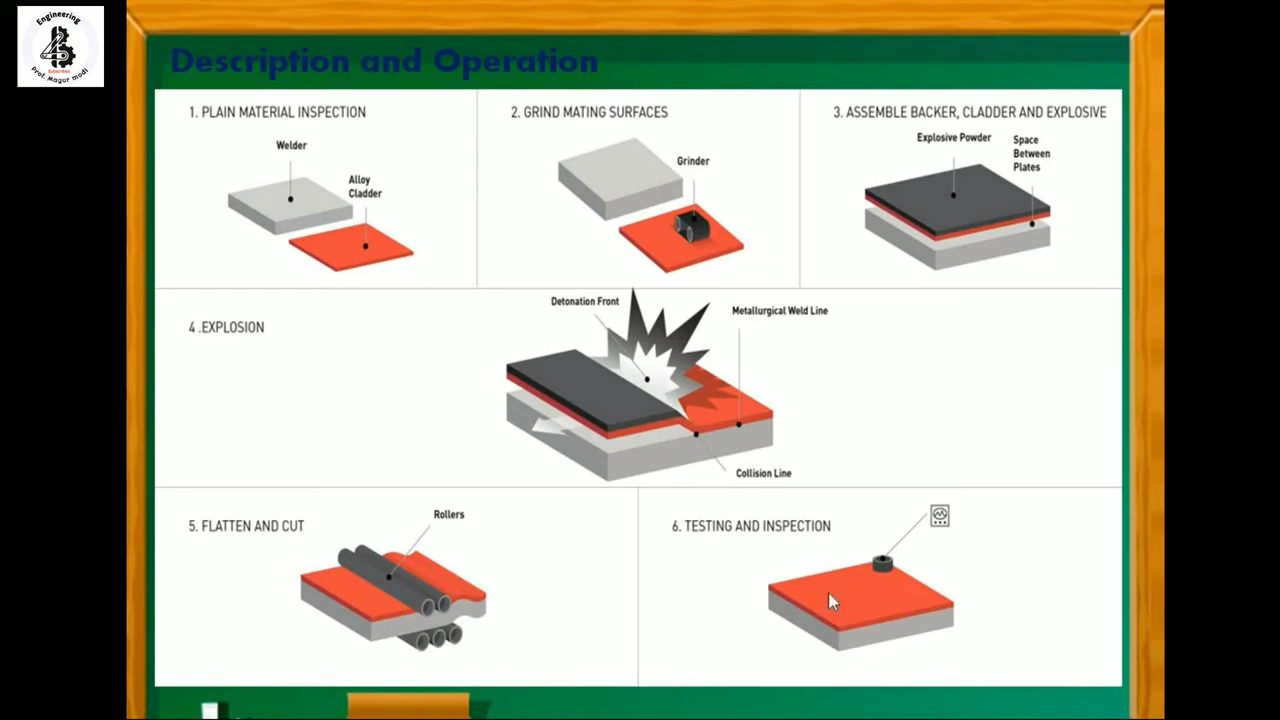 Engineering
Subscribes
Prof. Mayur modi
Description and Operation
1. PLAIN MATERIAL INSPECTION
Welder
Alloy
Cladder
2. GRIND MATING SURFACES
Grinder
3. ASSEMBLE BACKER, CLADDER AND EXPLOSIVE
Explosive Powder
Space
Between
Plates
4 .EXPLOSION
Detonation Front
Metallurgical Weld Line
Collision Line
5. FLATTEN AND CUT
Rollers
6. TESTING AND INSPECTION